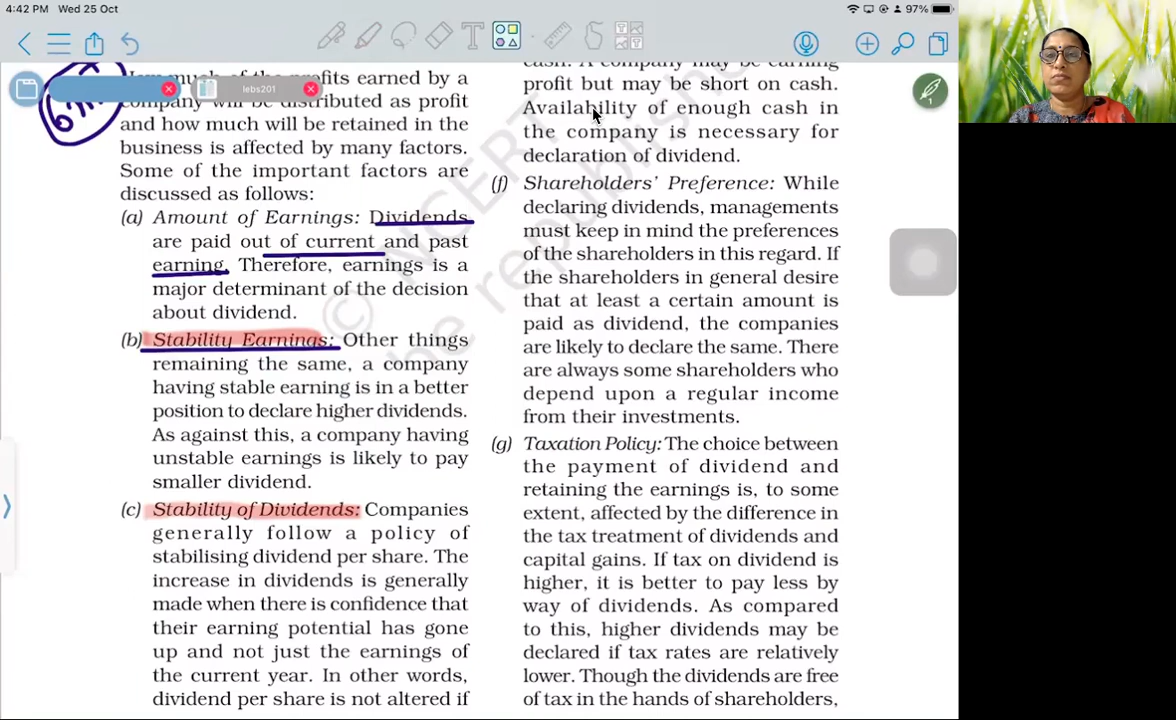 4:42 PM Wed 25 Oct
97%
lebs201
How much of the profits earned by a
company will be distributed as profit
and how much will be retained in the
business is affected by many factors.
Some of the important factors are
discussed as follows:
(a) Amount of Earnings: Dividends
are paid out of current and past
earning. Therefore, earnings is a
major determinant of the decision
about dividend.
(b) Stability Earnings: Other things
remaining the same, a company
having stable earning is in a better
position to declare higher dividends.
As against this, a company having
unstable earnings is likely to pay
smaller dividend.
(c) Stability of Dividends: Companies
generally follow a policy of
stabilising dividend per share. The
increase in dividends is generally
made when there is confidence that
their earning potential has gone
up and not just the earnings of
the current year. In other words,
dividend per share is not altered if
cash. A company may be earning
profit but may be short on cash.
Availability of enough cash in
the company is necessary for
declaration of dividend.
(f) Shareholders' Preference: While
declaring dividends, managements
must keep in mind the preferences
of the shareholders in this regard. If
the shareholders in general desire
that at least a certain amount is
paid as dividend, the companies
are likely to declare the same. There
are always some shareholders who
depend upon a regular income
from their investments.
(g) Taxation Policy: The choice between
the payment of dividend and
retaining the earnings is, to some
extent, affected by the difference in
the tax treatment of dividends and
capital gains. If tax on dividend is
higher, it is better to pay less by
way of dividends. As compared
to this, higher dividends may be
declared if tax rates are relatively
lower. Though the dividends are free
of tax in the hands of shareholders,
© NCERT
be republish
1